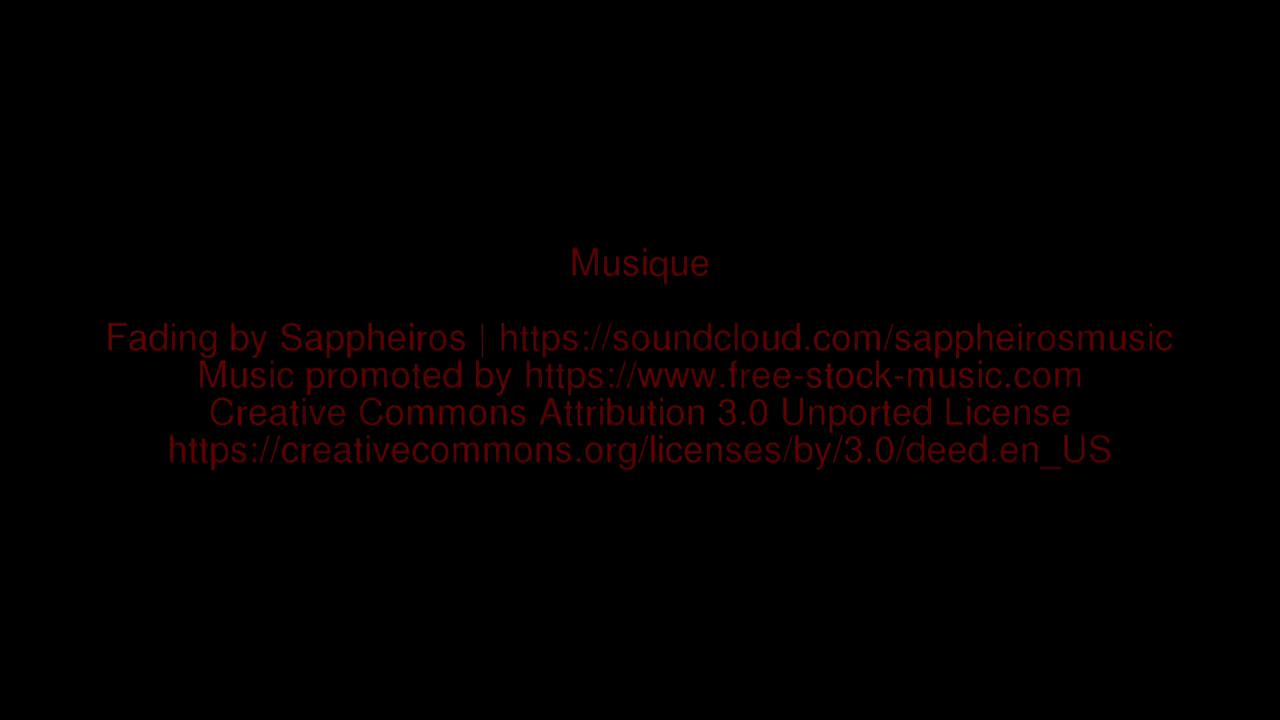 Musique
Fading by Sappheiros | https://soundcloud.com/sappheirosmusic
Music promoted by https://www.free-stock-music.com
Creative Commons Attribution 3.0 Unported License
https://creativecommons.org/licenses/by/3.0/deed.en_US